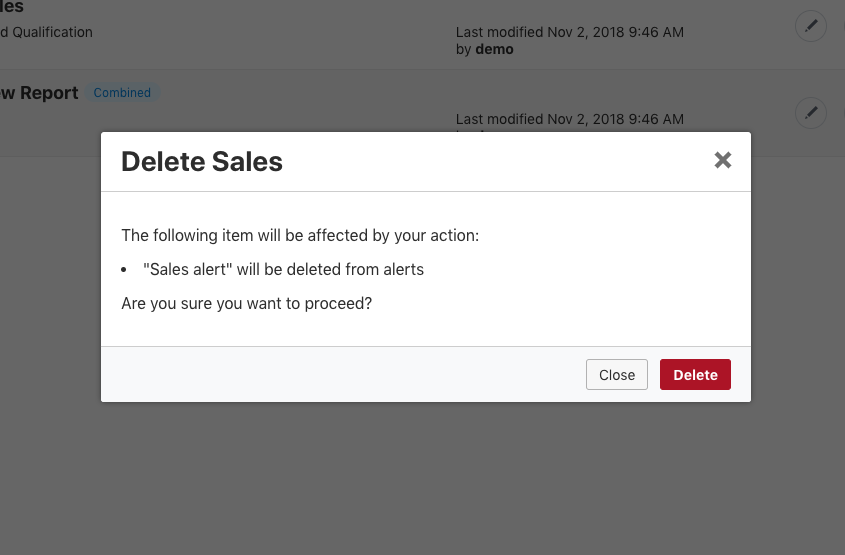 les
d Qualification
Last modified Nov 2, 2018 9:46 AM
by demo
w Report Combined
Last modified Nov 2, 2018 9:46 AM
Delete Sales
The following item will be affected by your action:
• "Sales alert" will be deleted from alerts
Are you sure you want to proceed?
Close Delete